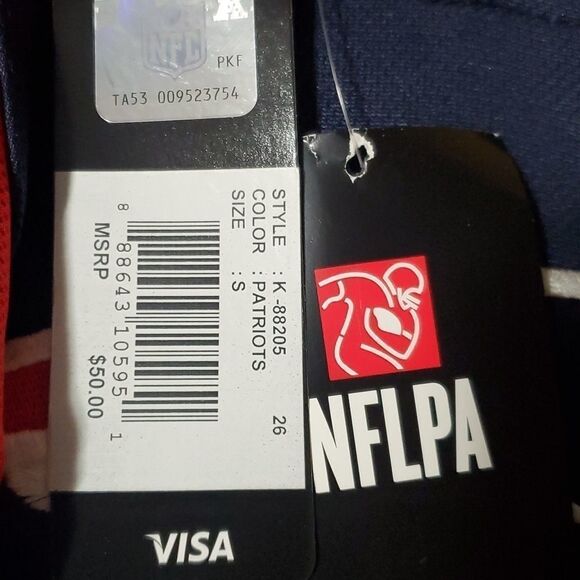 NFL
PKF
TA53 009523754
STYLE : K-88205 26
COLOR : PATRIOTS
SIZE : S
8 88643 10595 1
MSRP $50.00
VISA
NFLPA